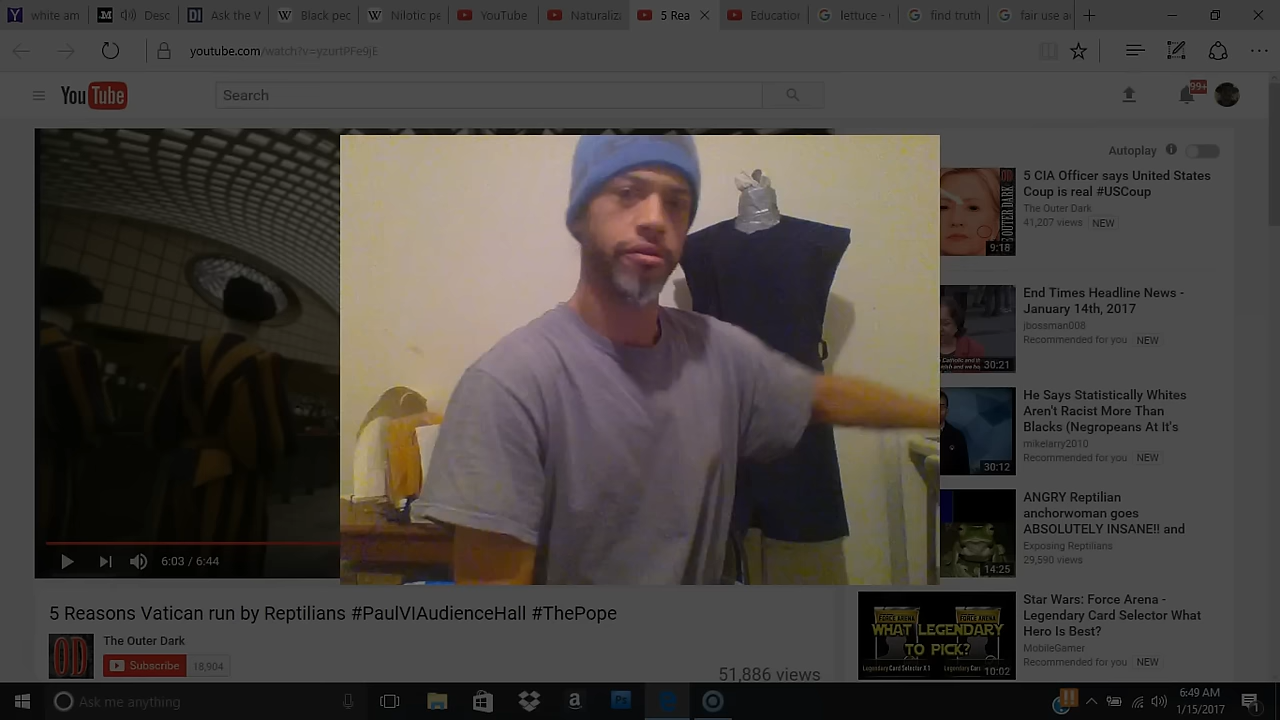 white am
Desc
Ask the W
Black pec
Nilotic pe
YouTube
Naturaliz
5 Rea
Education
lettuce - 
find truth
fair use a
youtube.com/watch?v=yzurtPFe9jE
YouTube
Search
99+
Autoplay
5 CIA Officer says United States
Coup is real #USCoup
The Outer Dark
41,207 views NEW
9:18
End Times Headline News -
January 14th, 2017
jbossman008
Recommended for you NEW
30:21
He Says Statistically Whites
Aren't Racist More Than
Blacks (Negropeans At It's
mikelarry2010
Recommended for you NEW
30:12
ANGRY Reptilian
anchorwoman goes
ABSOLUTELY INSANE!! and
Exposing Reptilians
29,590 views
14:25
Star Wars: Force Arena -
Legendary Card Selector What
Hero Is Best?
MobileGamer
Recommended for you NEW
WHAT LEGENDARY
TO PICK?
10:02
6:03 / 6:44
5 Reasons Vatican run by Reptilians #PaulVIAudienceHall #ThePope
OD
The Outer Dark
Subscribe 18,904
51,886 views
Ask me anything
6:49 AM
1/15/2017